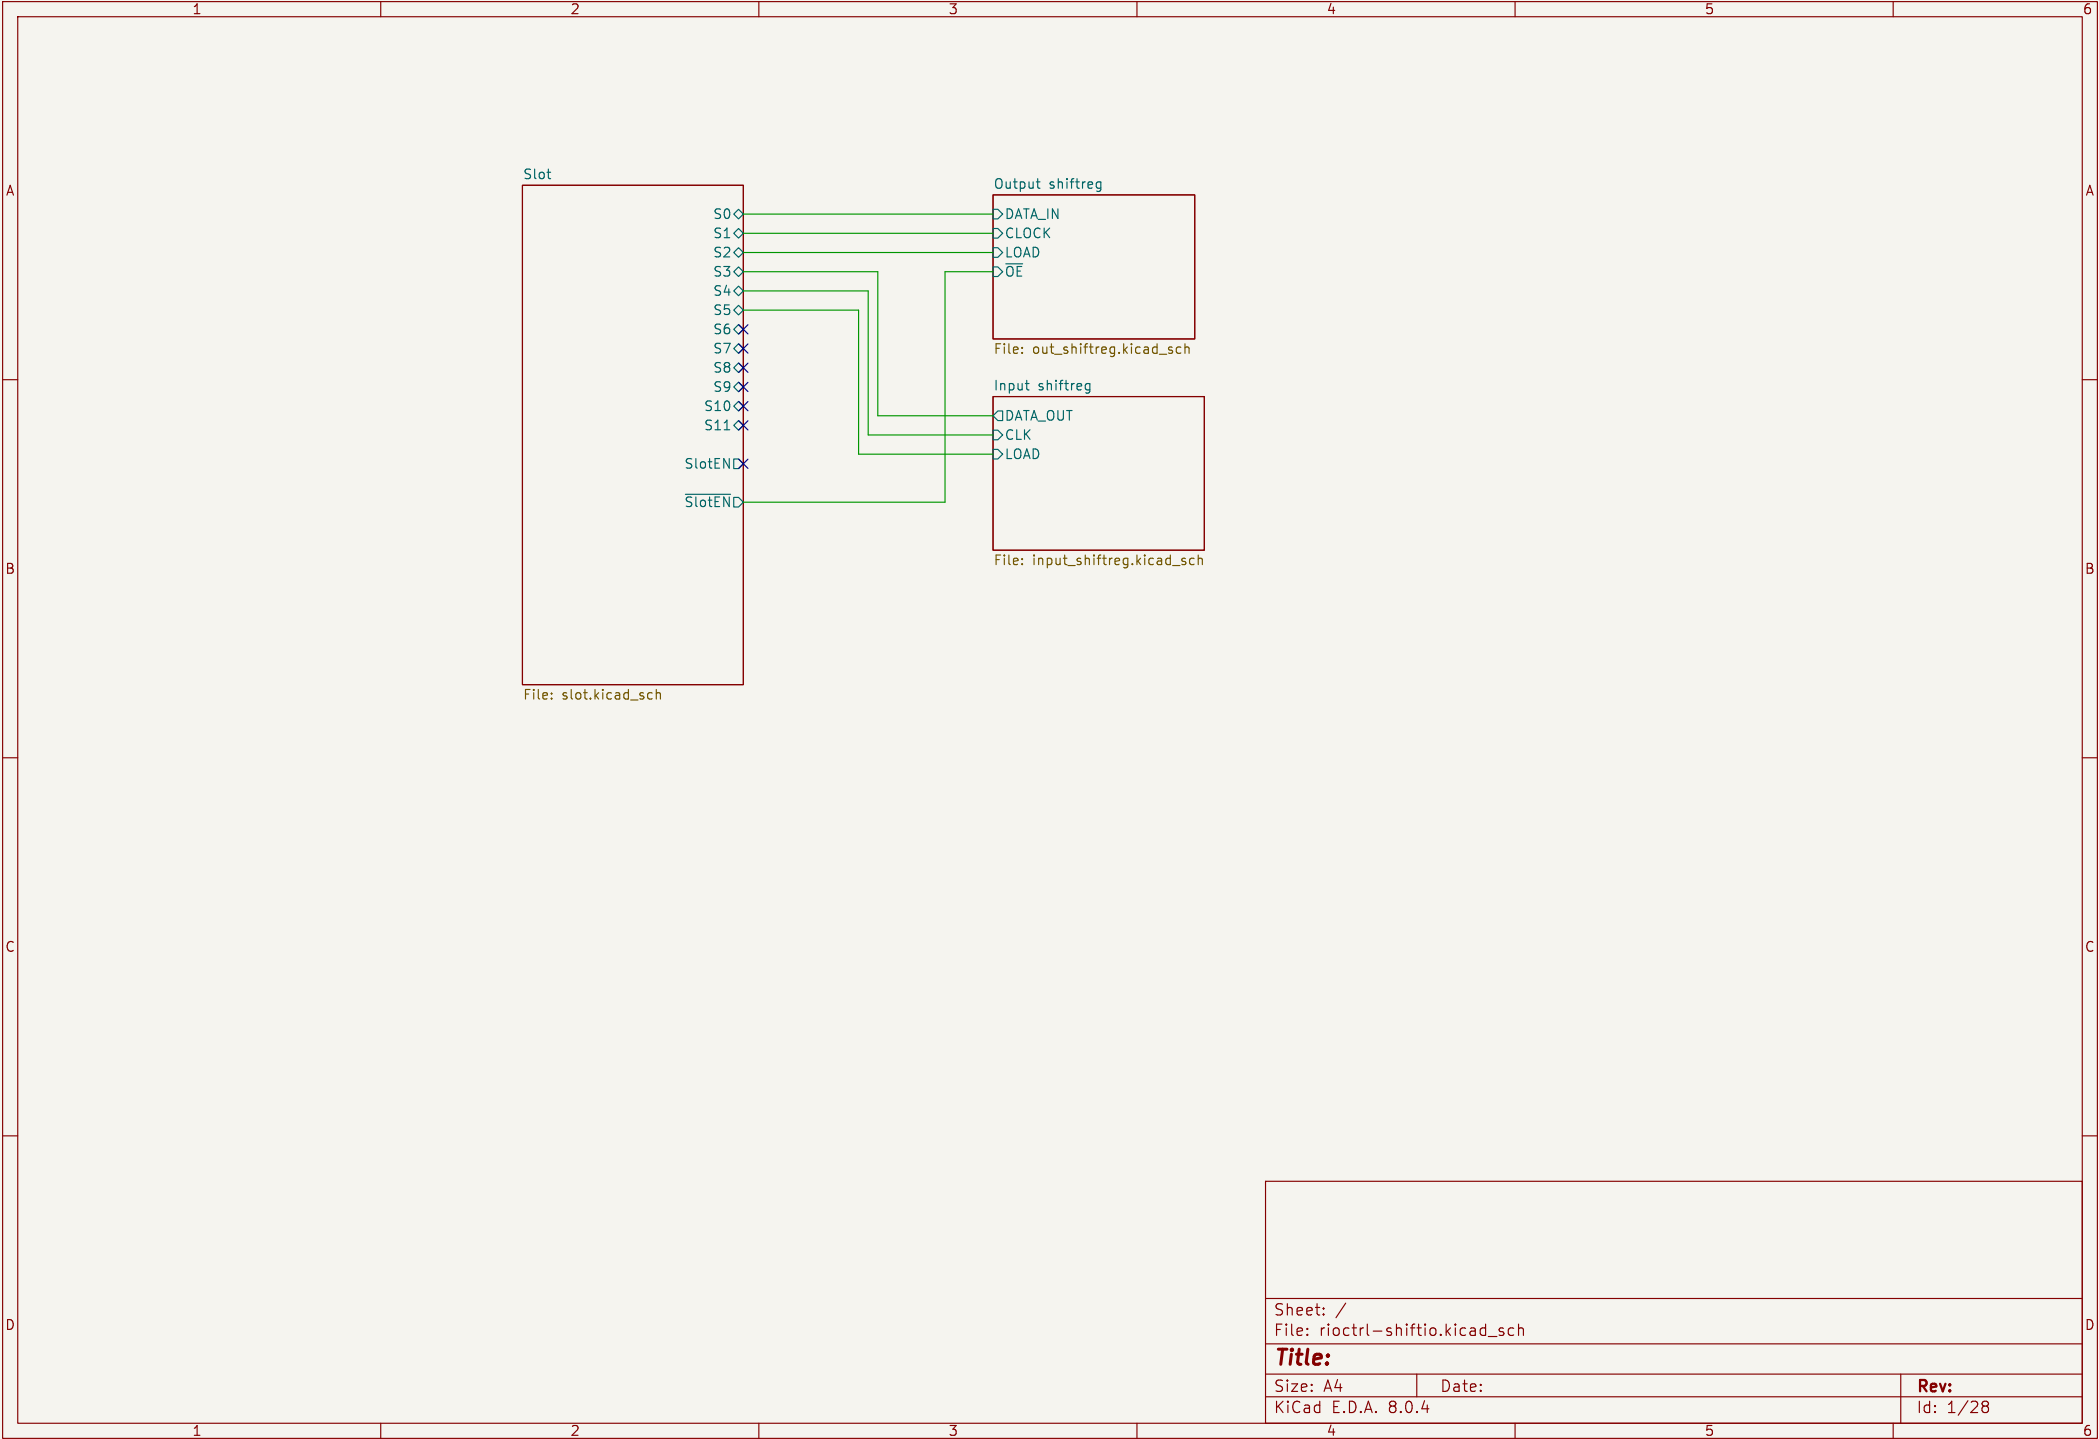 1 2 3 4 5 6
A A
B B
C C
D D
Slot
S0
S1
S2
S3
S4
S5
S6
S7
S8
S9
S10
S11
SlotEN
SlotEN
File: slot.kicad_sch
Output shiftreg
DATA_IN
CLOCK
LOAD
OE
File: out_shiftreg.kicad_sch
Input shiftreg
DATA_OUT
CLK
LOAD
File: input_shiftreg.kicad_sch
Sheet: /
File: rioctrl-shiftio.kicad_sch
Title:
Size: A4 Date: Rev:
KiCad E.D.A. 8.0.4 Id: 1/28
1 2 3 4 5 6